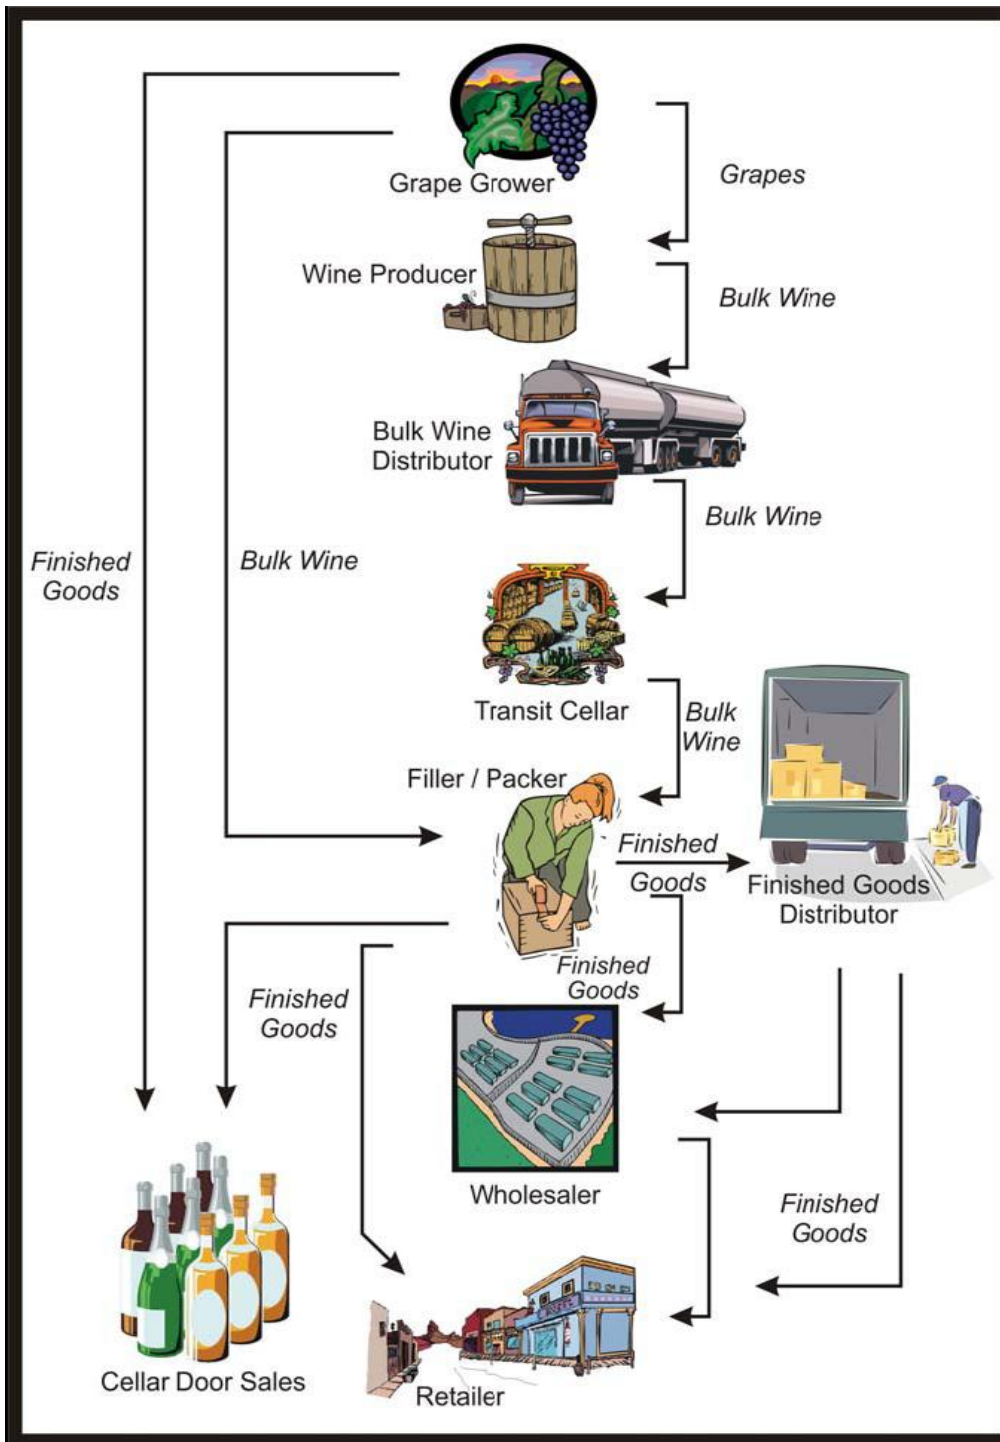 Grape Grower
Grapes
Wine Producer
Bulk Wine
Bulk Wine
Distributor
Bulk Wine
Finished
Goods
Bulk Wine
Transit Cellar
Bulk
Wine
Filler / Packer
Finished
Goods
Finished Goods
Distributor
Finished
Goods
Finished
Goods
Wholesaler
Finished
Goods
Cellar Door Sales
Retailer